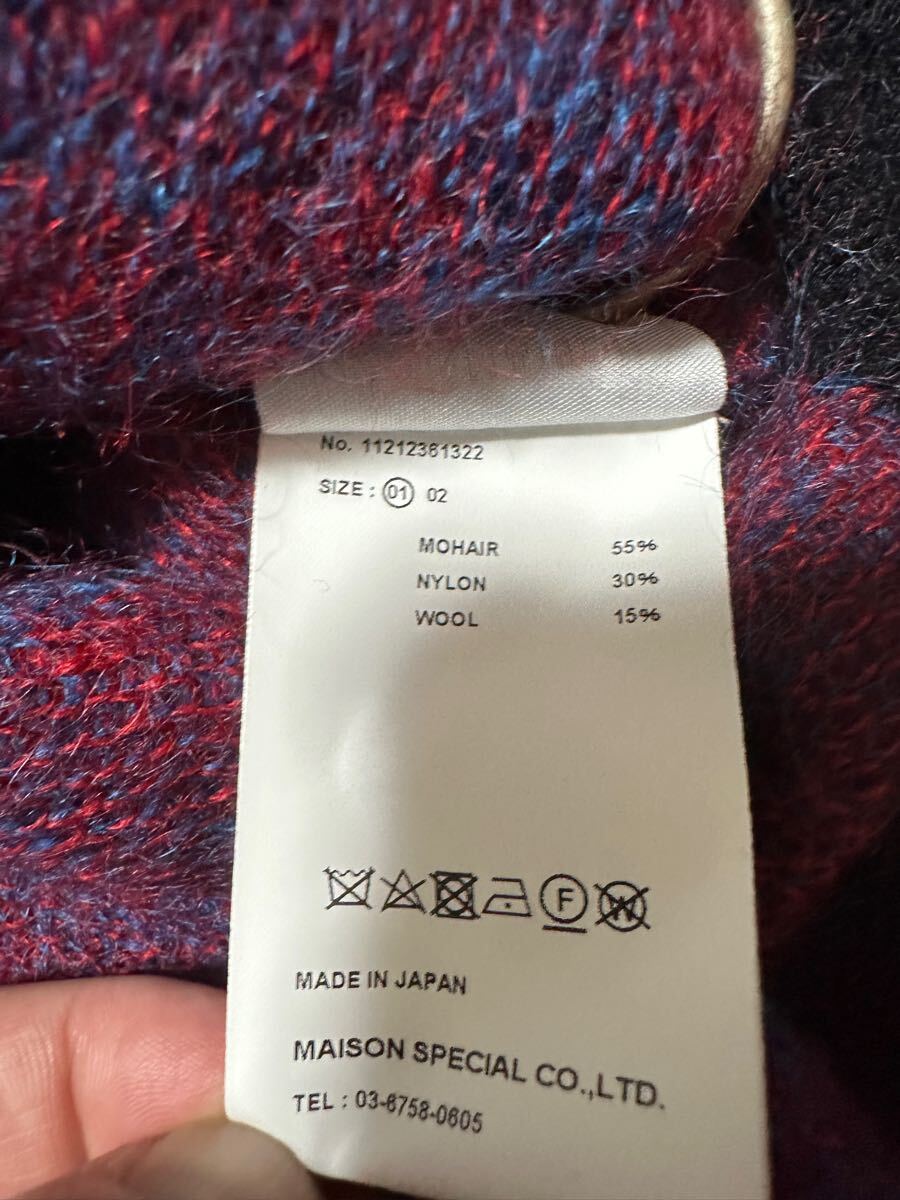 No. 11212381322
SIZE : 01 02
MOHAIR 55%
NYLON 30%
WOOL 15%
F W
MADE IN JAPAN
MAISON SPECIAL CO.,LTD.
TEL : 03-6758-0605